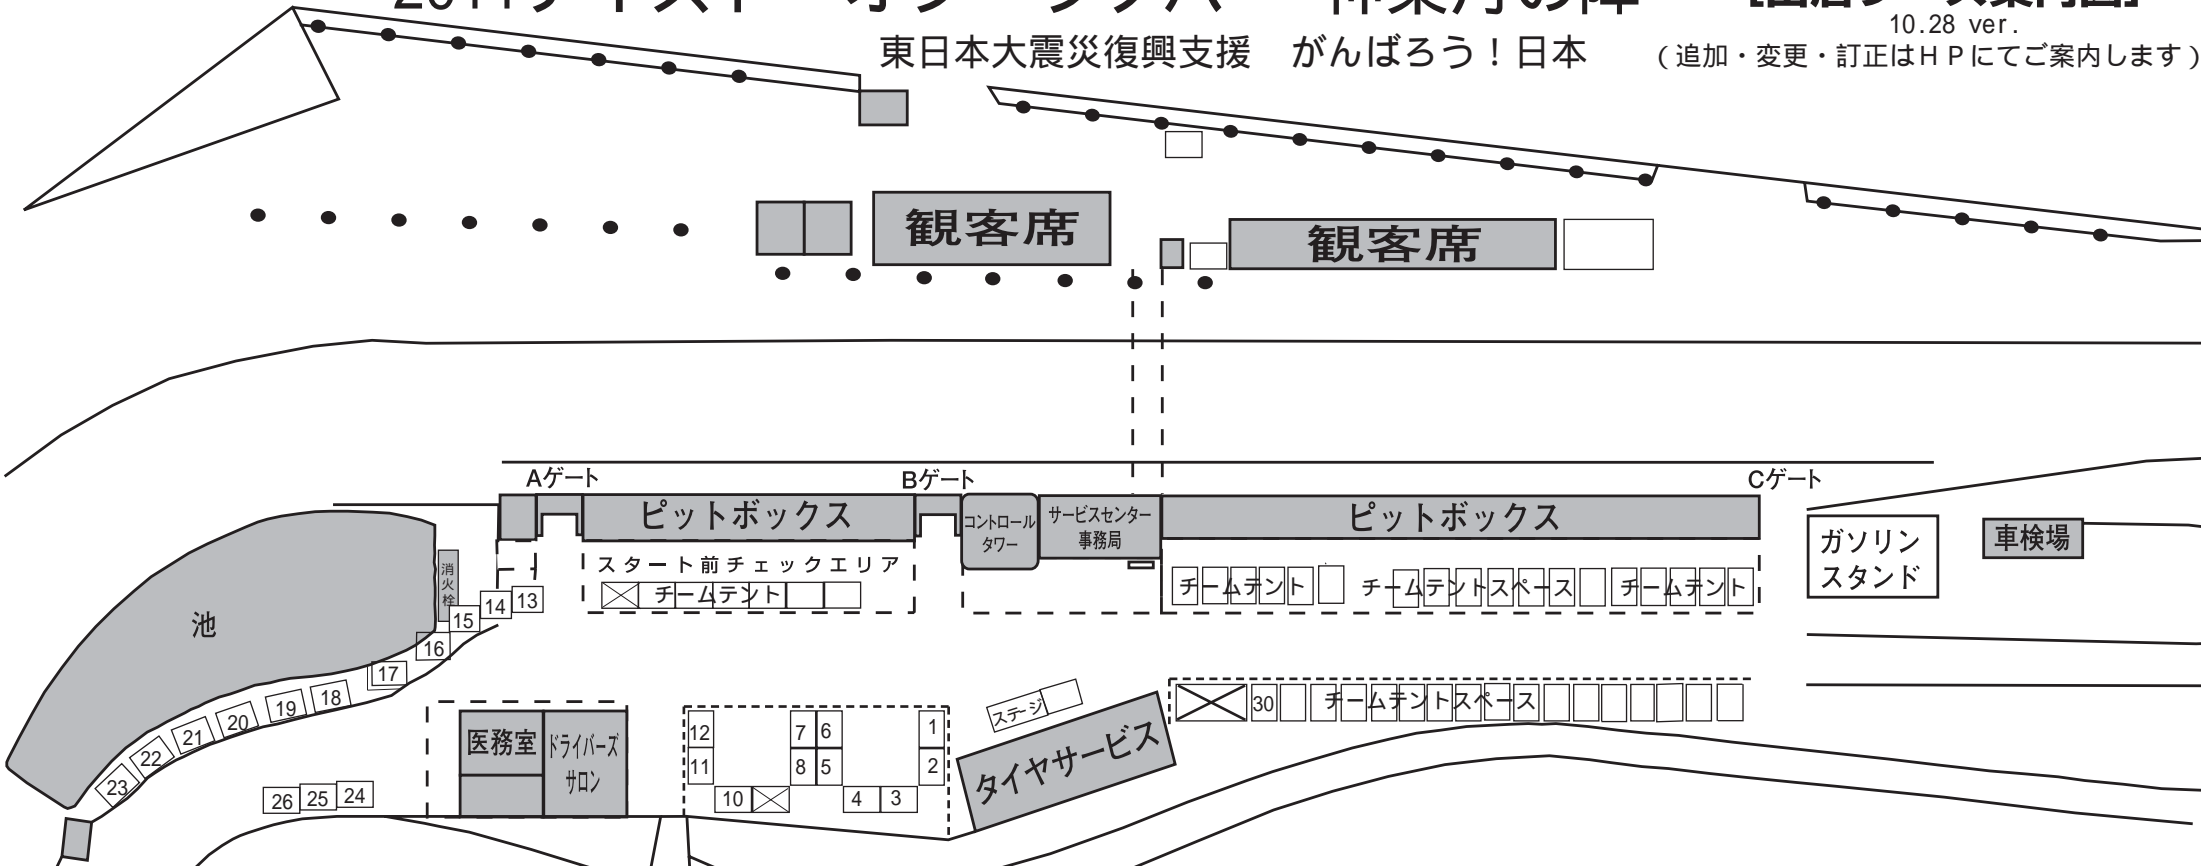 東日本大震災復興支援　がんばろう！日本
10.28 ver.
（追加・変更・訂正はＨＰにてご案内します）
観客席
観客席
Aゲート
Bゲート
Cゲート
ピットボックス
コントロール
タワー
サービスセンター
事務局
ピットボックス
ガソリン
スタンド
車検場
スタート前チェックエリア
チームテント
チームテント
チームテントスペース
チームテント
池
消火栓
13
14
15
16
17
18
19
20
21
22
23
26
25
24
医務室
ドライバーズ
サロン
12
11
10
7
6
8
5
4
3
1
2
ステージ
タイヤサービス
30
チームテントスペース